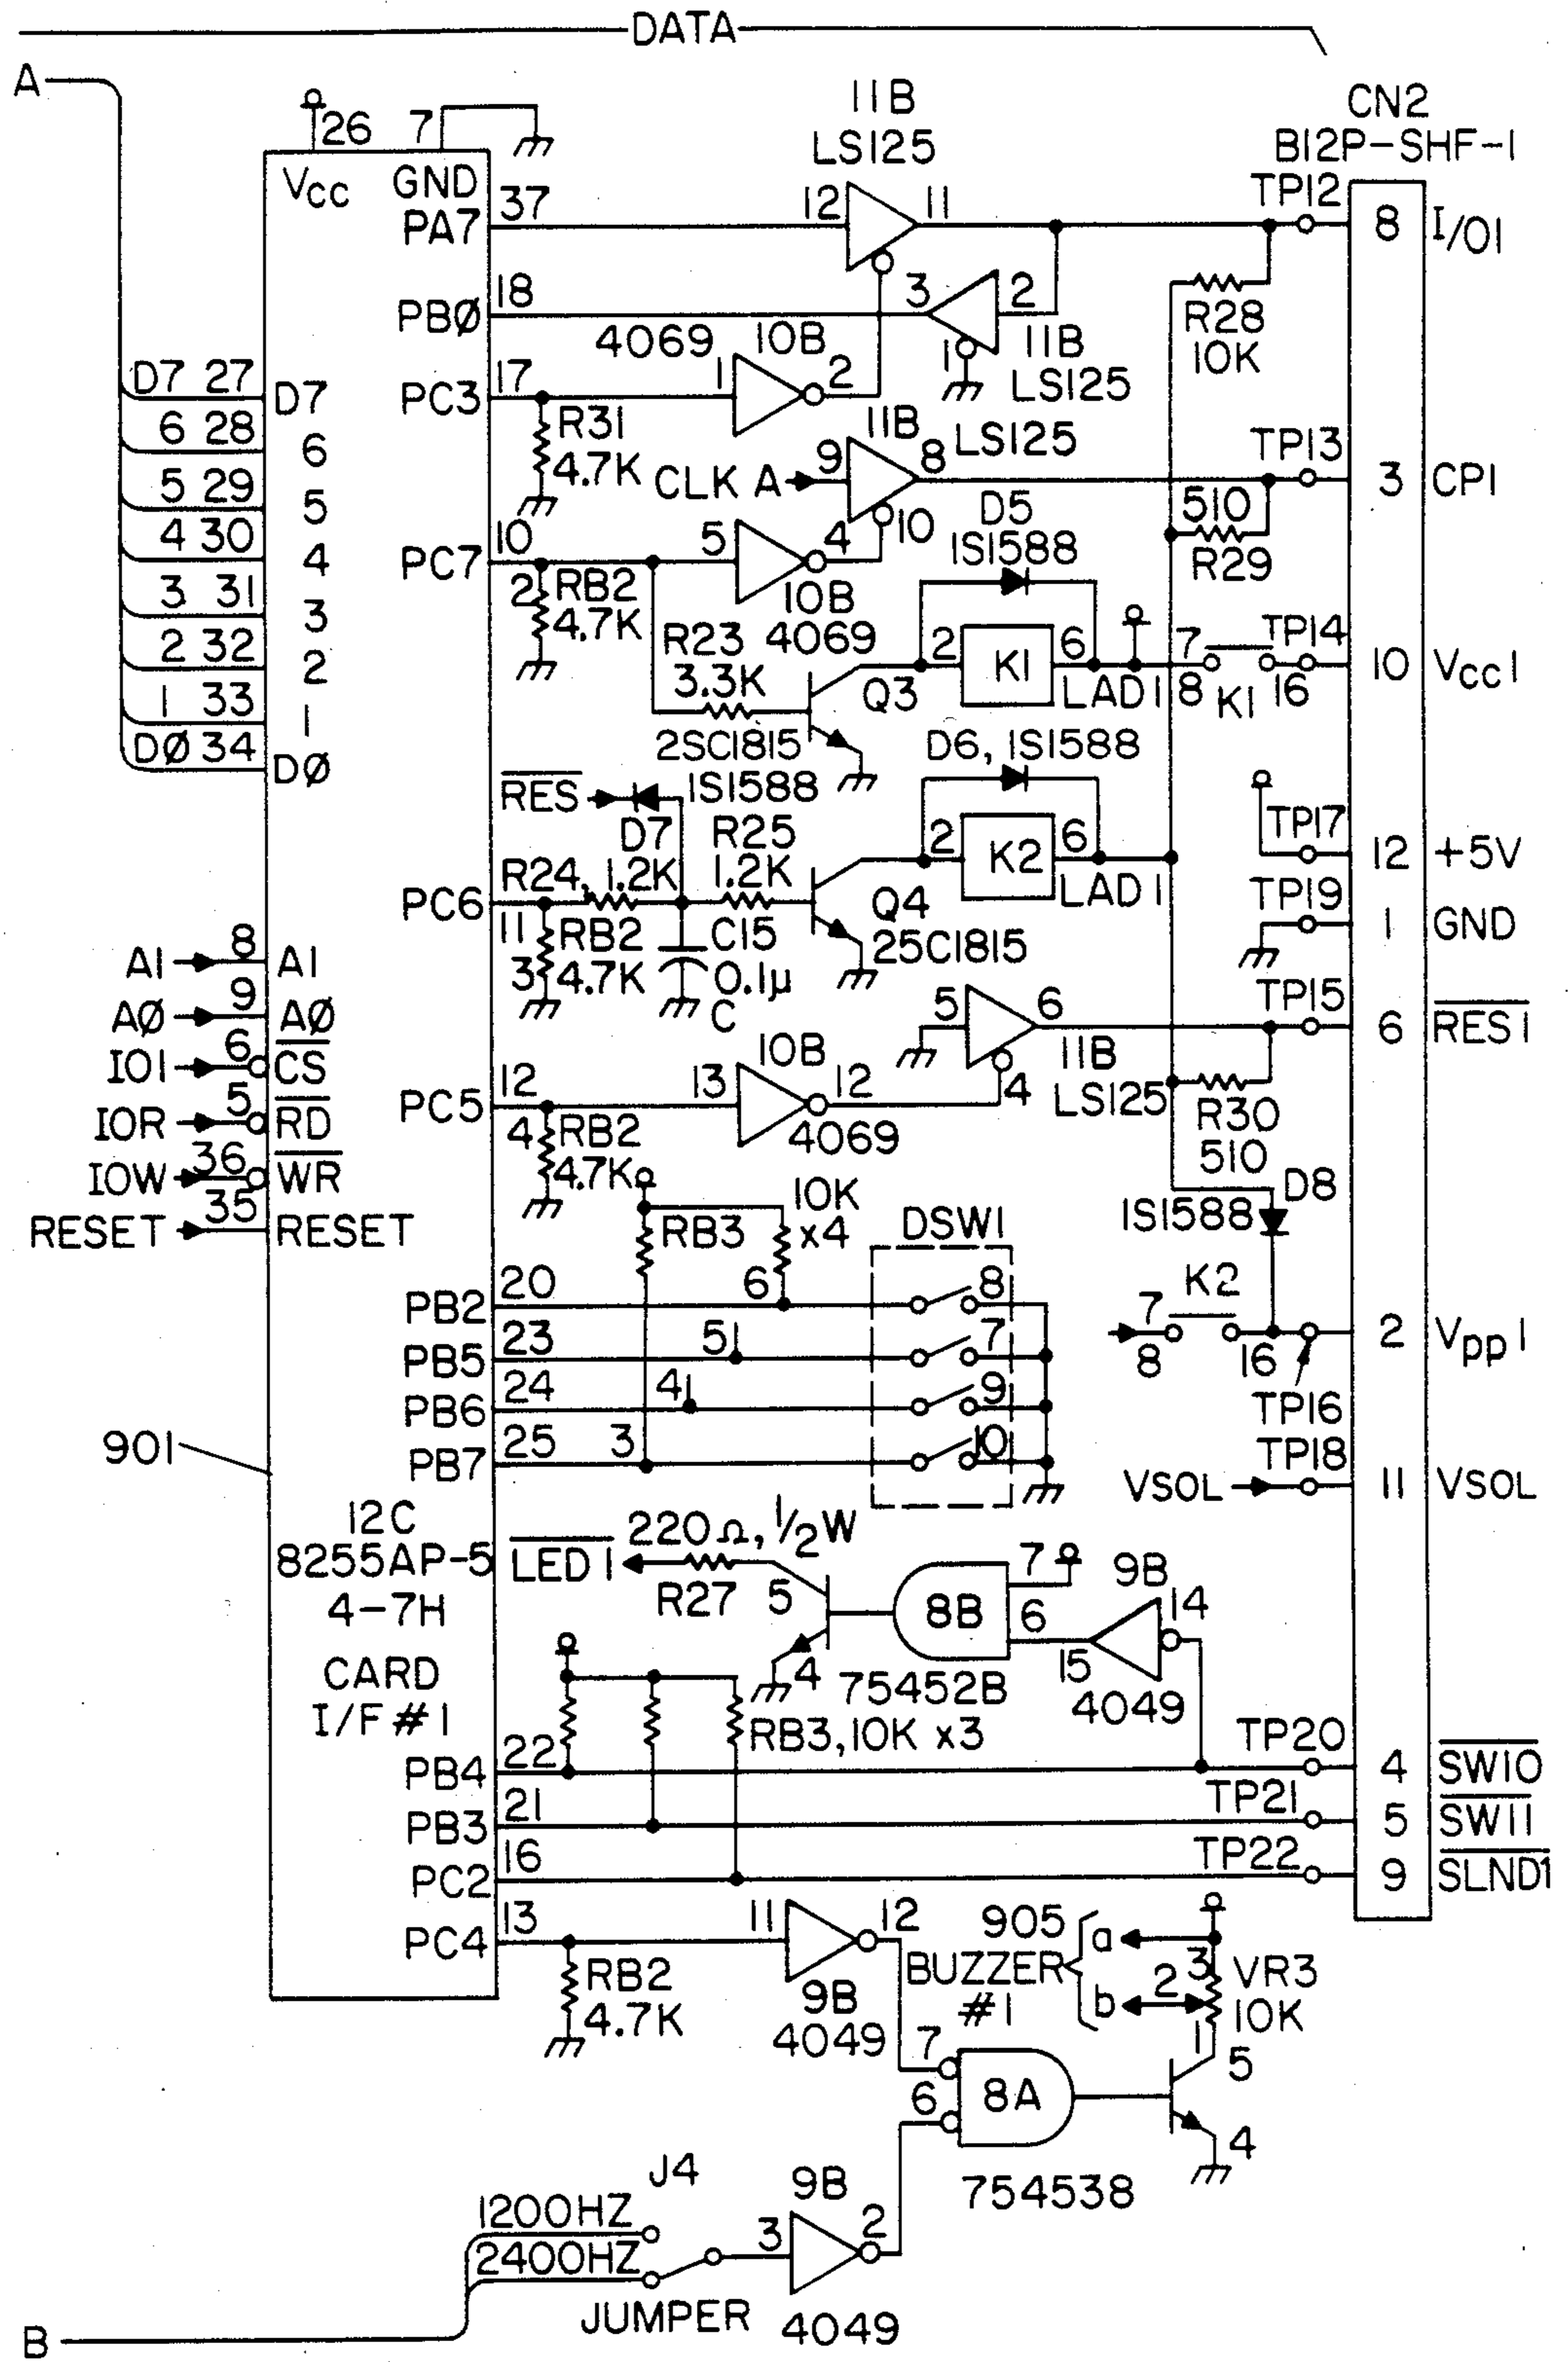 DATA
A
11B
LS125
CN2
B12P-SHF-1
26 7
VCC GND
PA7 37 12 11 TP12 8 I/O1
PBØ 18 3 2
R28
10K
4069 10B 1 11B
LS125
D7 27 D7 PC3 17 1 2
6 28 6 R31
4.7K
11B
LS125
5 29 5 CLK A 9 8 TP13 3 CP1
4 30 4 PC7 10 5 4 10 D5
1S1588
510
R29
3 31 3 2 RB2
4.7K
10B
4069
2 32 2 R23
3.3K
Q3 2 K1 6 LAD1 7 8 K1 16 TP14 10 VCC1
1 33 1
DØ 34 DØ 2SC1815 D6, 1S1588
RES 1S1588
D7 R25
1.2K
2 K2 6 LAD1 TP17 12 +5V
PC6 R24, 1.2K Q4
25C1815
TP19 1 GND
11
3 RB2
4.7K
C15
0.1µ
C
A1 8 A1
AØ 9 AØ 5 6 TP15 6 RES1
IO1 6 CS 10B 4 11B
LS125
IOR 5 RD PC5 12 13 12 R30
510
4 RB2
4.7K
4069
IOW 36 WR 10K
x4
D8
1S1588
RESET 35 RESET RB3 DSW1
PB2 20 6 8 K2
PB5 23 5 7 7 8 16 2 Vpp1
PB6 24 4 9 TP16
901 PB7 25 3 10 TP18
VSOL 11 VSOL
12C
8255AP-5
4-7H
LED1 220Ω, 1/2W
R27 5 4 8B 7 6 9B 14 15
75452B 4049
CARD
I/F #1
RB3, 10K x3 TP20
PB4 22 4 SW10
PB3 21 TP21 5 SW11
PC2 16 TP22 9 SLND1
PC4 13 11 12 905
BUZZER
#1
a
b 2 3 VR3
10K
1
RB2
4.7K
9B
4049
7
6 8A 5
4
754538
J4 9B
1200HZ
2400HZ 3 2
JUMPER 4049
B